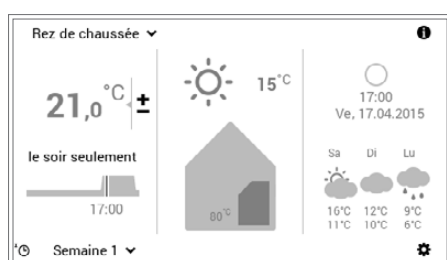 Rez de chaussée
21,0 °C ±
le soir seulement
17:00
Semaine 1
15°C
80°C
17:00
Ve, 17.04.2015
Sa Di Lu
16°C 12°C 9°C
11°C 10°C 6°C